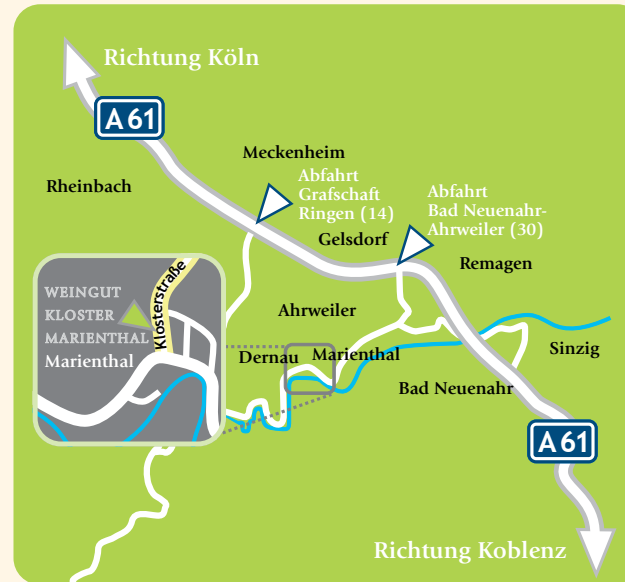 Richtung Köln
A 61
Meckenheim
Rheinbach
Abfahrt
Grafschaft
Ringen (14)
Abfahrt
Bad Neuenahr-
Ahrweiler (30)
Gelsdorf
Remagen
Klosterstraße
WEINGUT
KLOSTER
MARIENTHAL
Marienthal
Ahrweiler
Dernau
Marienthal
Sinzig
Bad Neuenahr
A 61
Richtung Koblenz